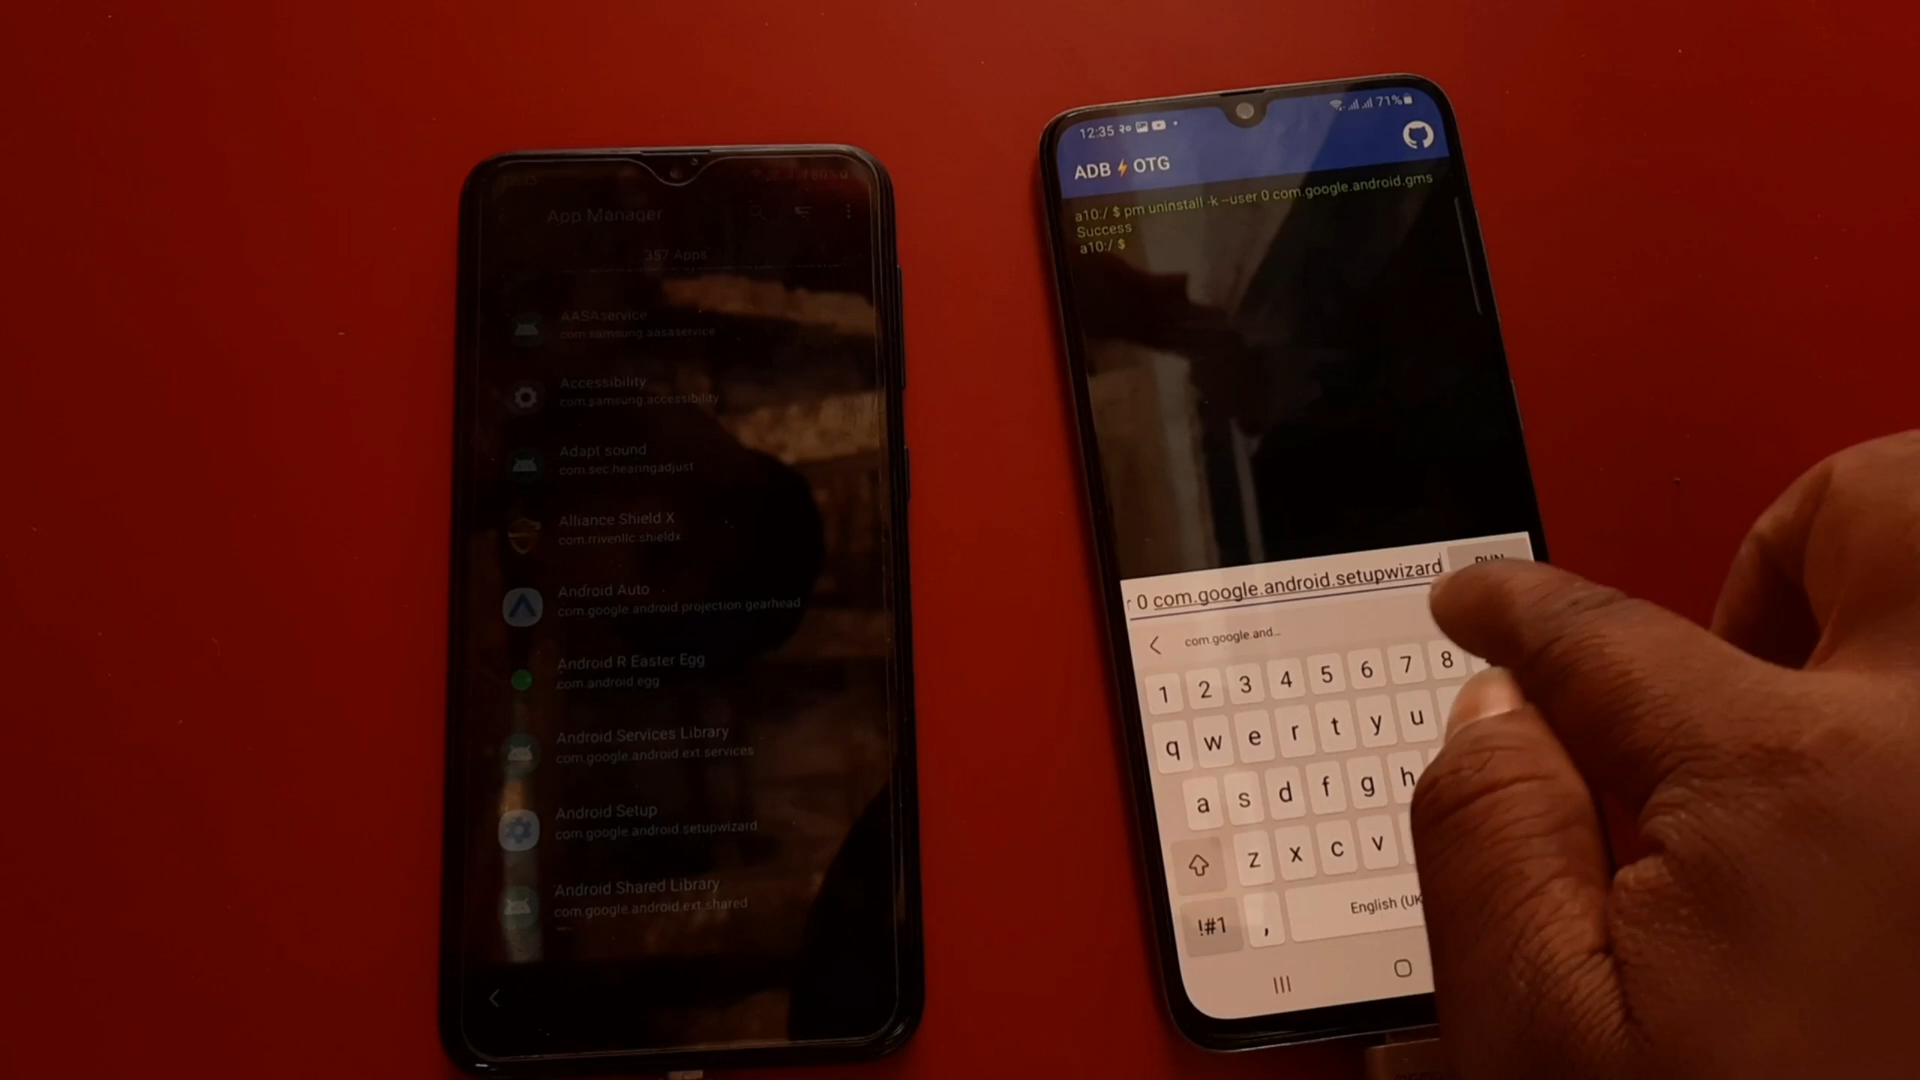 App Manager
357 Apps
AASAservice
com.samsung.aasaservice
Accessibility
com.samsung.accessibility
Adapt sound
com.sec.hearingadjust
Alliance Shield X
com.rrivenllc.shieldx
Android Auto
com.google.android.projection.gearhead
Android R Easter Egg
com.android.egg
Android Services Library
com.google.android.ext.services
Android Setup
com.google.android.setupwizard
Android Shared Library
com.google.android.ext.shared
12:35 71%
ADB OTG
a10:/ $ pm uninstall -k --user 0 com.google.android.gms
Success
a10:/ $
r 0 com.google.android.setupwizard
com.google.and...
1 2 3 4 5 6 7 8
q w e r t y u
a s d f g h
z x c v
!#1 , English (UK